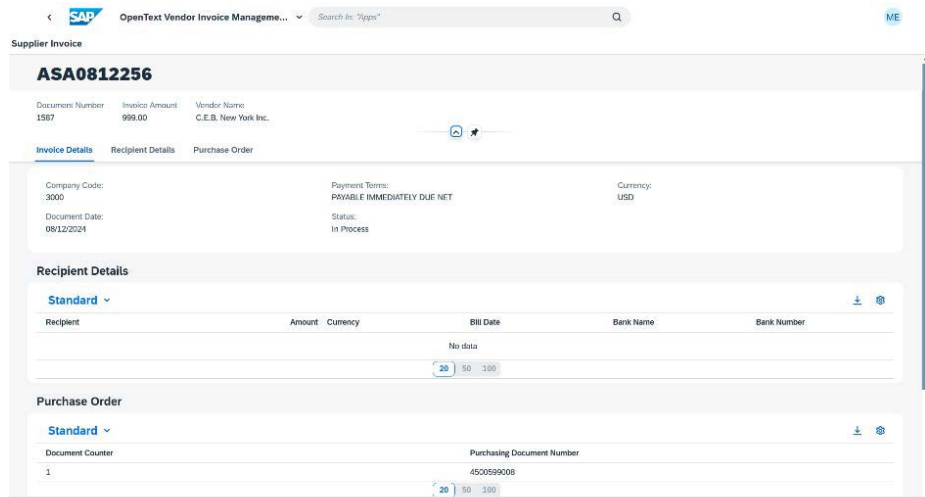 SAP OpenText Vendor Invoice Manageme... Search In: "Apps" ME
Supplier Invoice
ASA0812256
Document Number Invoice Amount Vendor Name
1587 999.00 C.E.B. New York Inc.
Invoice Details Recipient Details Purchase Order
Company Code: Payment Terms: Currency:
3000 PAYABLE IMMEDIATELY DUE NET USD
Document Date: Status:
08/12/2024 In Process
Recipient Details
Standard
Recipient Amount Currency Bill Date Bank Name Bank Number
No data
20 50 100
Purchase Order
Standard
Document Counter Purchasing Document Number
1 4500599008
20 50 100